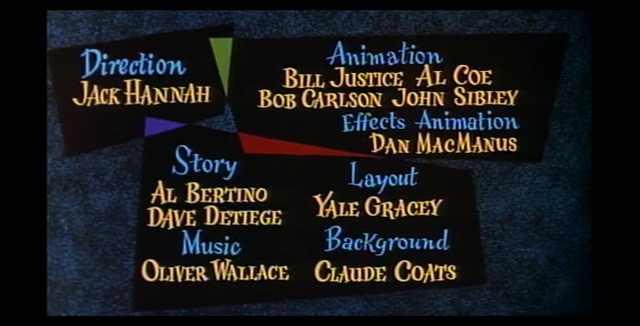 Direction
JACK HANNAH
Animation
BILL JUSTICE AL COE
BOB CARLSON JOHN SIBLEY
Effects Animation
DAN MACMANUS
Story
AL BERTINO
DAVE DETIEGE
Layout
YALE GRACEY
Music
OLIVER WALLACE
Background
CLAUDE COATS